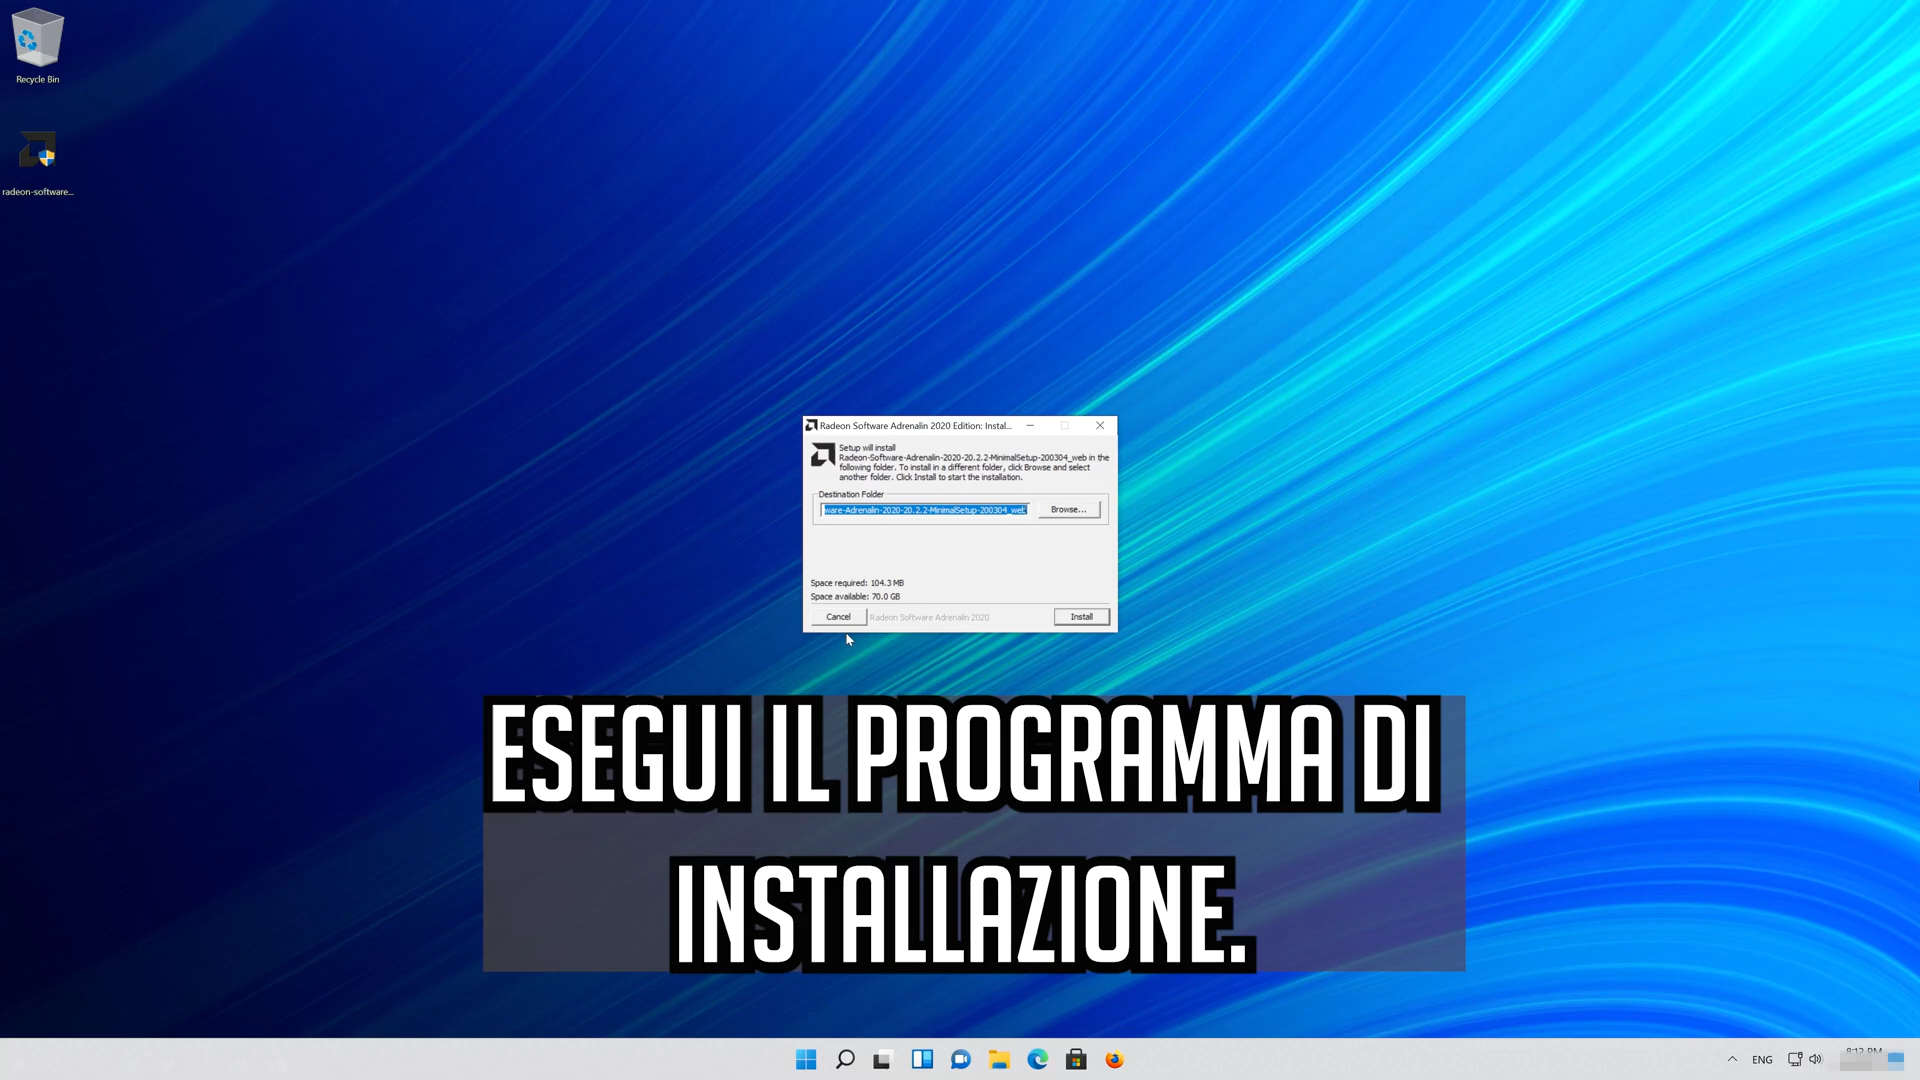 Recycle Bin
radeon-software...
Radeon Software Adrenalin 2020 Edition: Instal...
Setup will install
Radeon-Software-Adrenalin-2020-20.2.2-MinimalSetup-200304_web in the
following folder. To install in a different folder, click Browse and select
another folder. Click Install to start the installation.
Destination Folder
ware-Adrenalin-2020-20.2.2-MinimalSetup-200304_web
Browse...
Space required: 104.3 MB
Space available: 70.0 GB
Cancel
Radeon Software Adrenalin 2020
Install
ESEGUI IL PROGRAMMA DI
INSTALLAZIONE.
ENG